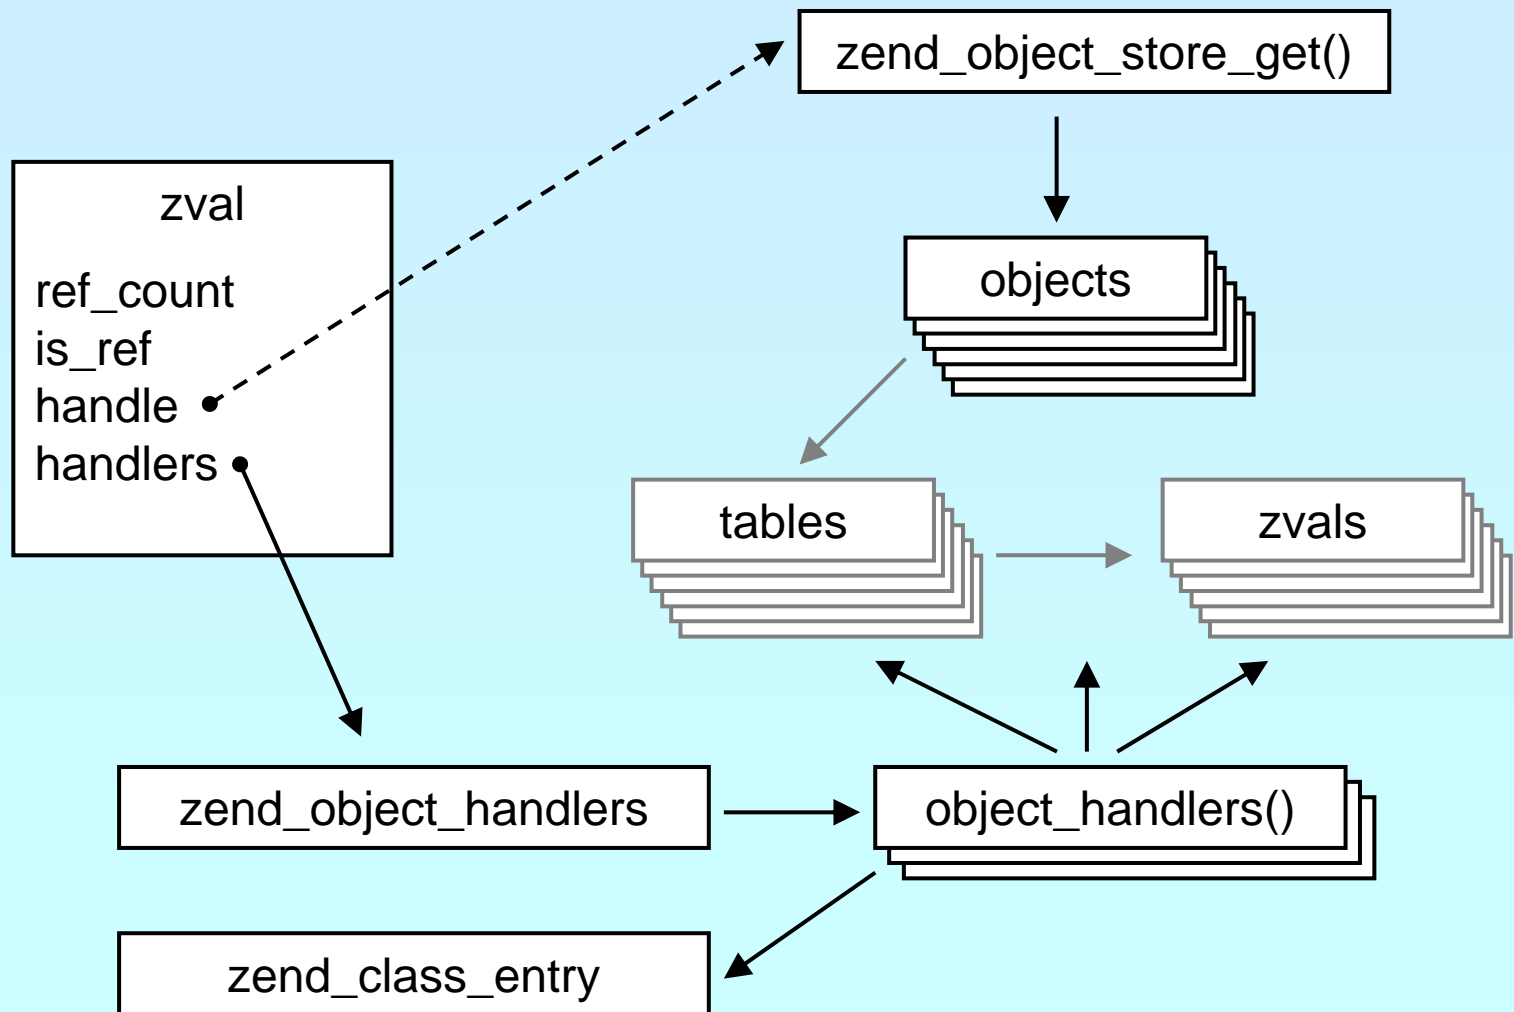 zend_object_store_get()
zval
ref_count
is_ref
handle
handlers
objects
tables
zvals
zend_object_handlers
object_handlers()
zend_class_entry